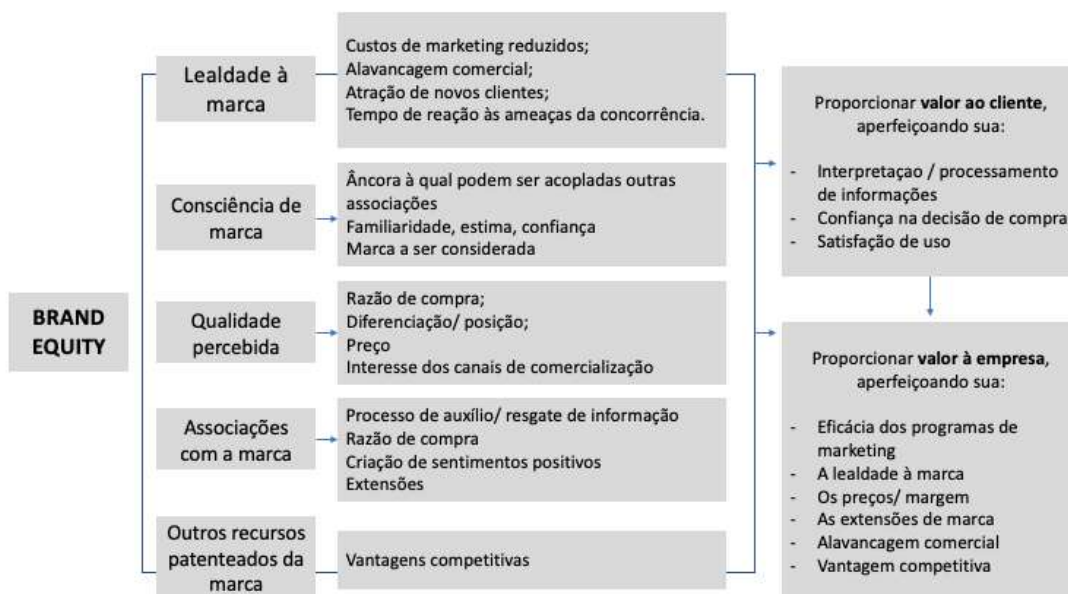 BRAND
EQUITY
Lealdade à
marca
Custos de marketing reduzidos;
Alavancagem comercial;
Atração de novos clientes;
Tempo de reação às ameaças da concorrência.
Consciência de
marca
Âncora à qual podem ser acopladas outras
associações
Familiaridade, estima, confiança
Marca a ser considerada
Qualidade
percebida
Razão de compra;
Diferenciação/ posição;
Preço
Interesse dos canais de comercialização
Associações
com a marca
Processo de auxílio/ resgate de informação
Razão de compra
Criação de sentimentos positivos
Extensões
Outros recursos
patenteados da
marca
Vantagens competitivas
Proporcionar valor ao cliente,
aperfeiçoando sua:
- Interpretaçao / processamento
de informações
- Confiança na decisão de compra
- Satisfação de uso
Proporcionar valor à empresa,
aperfeiçoando sua:
- Eficácia dos programas de
marketing
- A lealdade à marca
- Os preços/ margem
- As extensões de marca
- Alavancagem comercial
- Vantagem competitiva